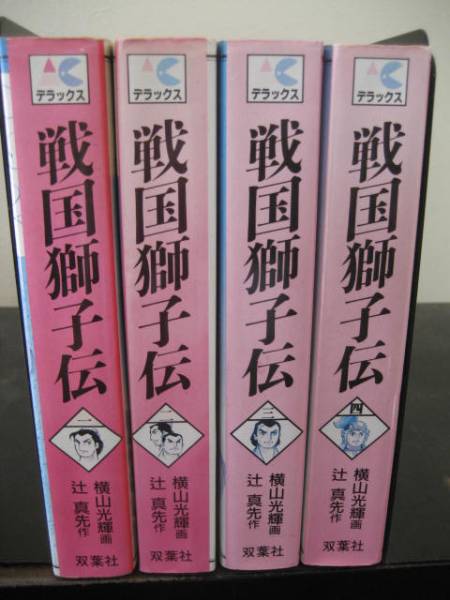 デラックス
戦国獅子伝
一
横山光輝画
辻真先作
双葉社
デラックス
戦国獅子伝
二
横山光輝画
辻真先作
双葉社
デラックス
戦国獅子伝
三
横山光輝画
辻真先作
双葉社
デラックス
戦国獅子伝
四
横山光輝画
辻真先作
双葉社